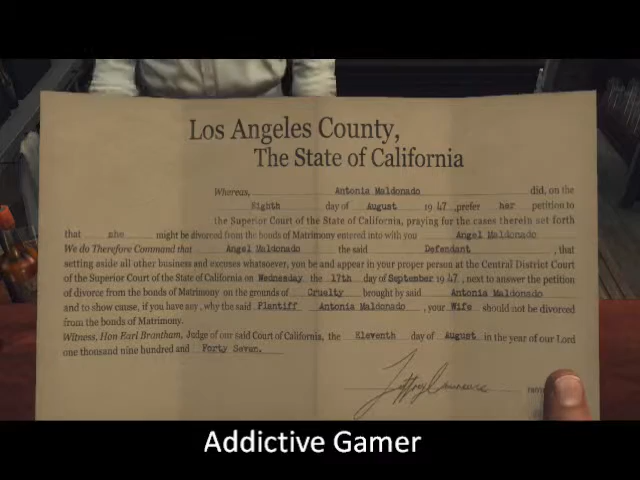 Los Angeles County,
The State of California
Whereas, Antonia Maldonado did, on the
Eighth day of August 1947, prefer her petition to
the Superior Court of the State of California, praying for the cases therein set forth
that she might be divorced from the bonds of Matrimony entered into with you Angel Maldonado
We do Therefore Command that Angel Maldonado the said Defendant, that
setting aside all other business and excuses whatsoever, you be and appear in your proper person at the Central District Court
of the Superior Court of the State of California on Wednesday the 17th day of September 1947, next to answer the petition
of divorce from the bonds of Matrimony on the grounds of Cruelty brought by said Antonia Maldonado
and to show cause, if you have any, why the said Plantiff Antonia Maldonado, your Wife should not be divorced
from the bonds of Matrimony.
Witness, Hon Earl Brantham, Judge of our said Court of California, the Eleventh day of August in the year of our Lord
one thousand nine hundred and Forty Seven.
Addictive Gamer